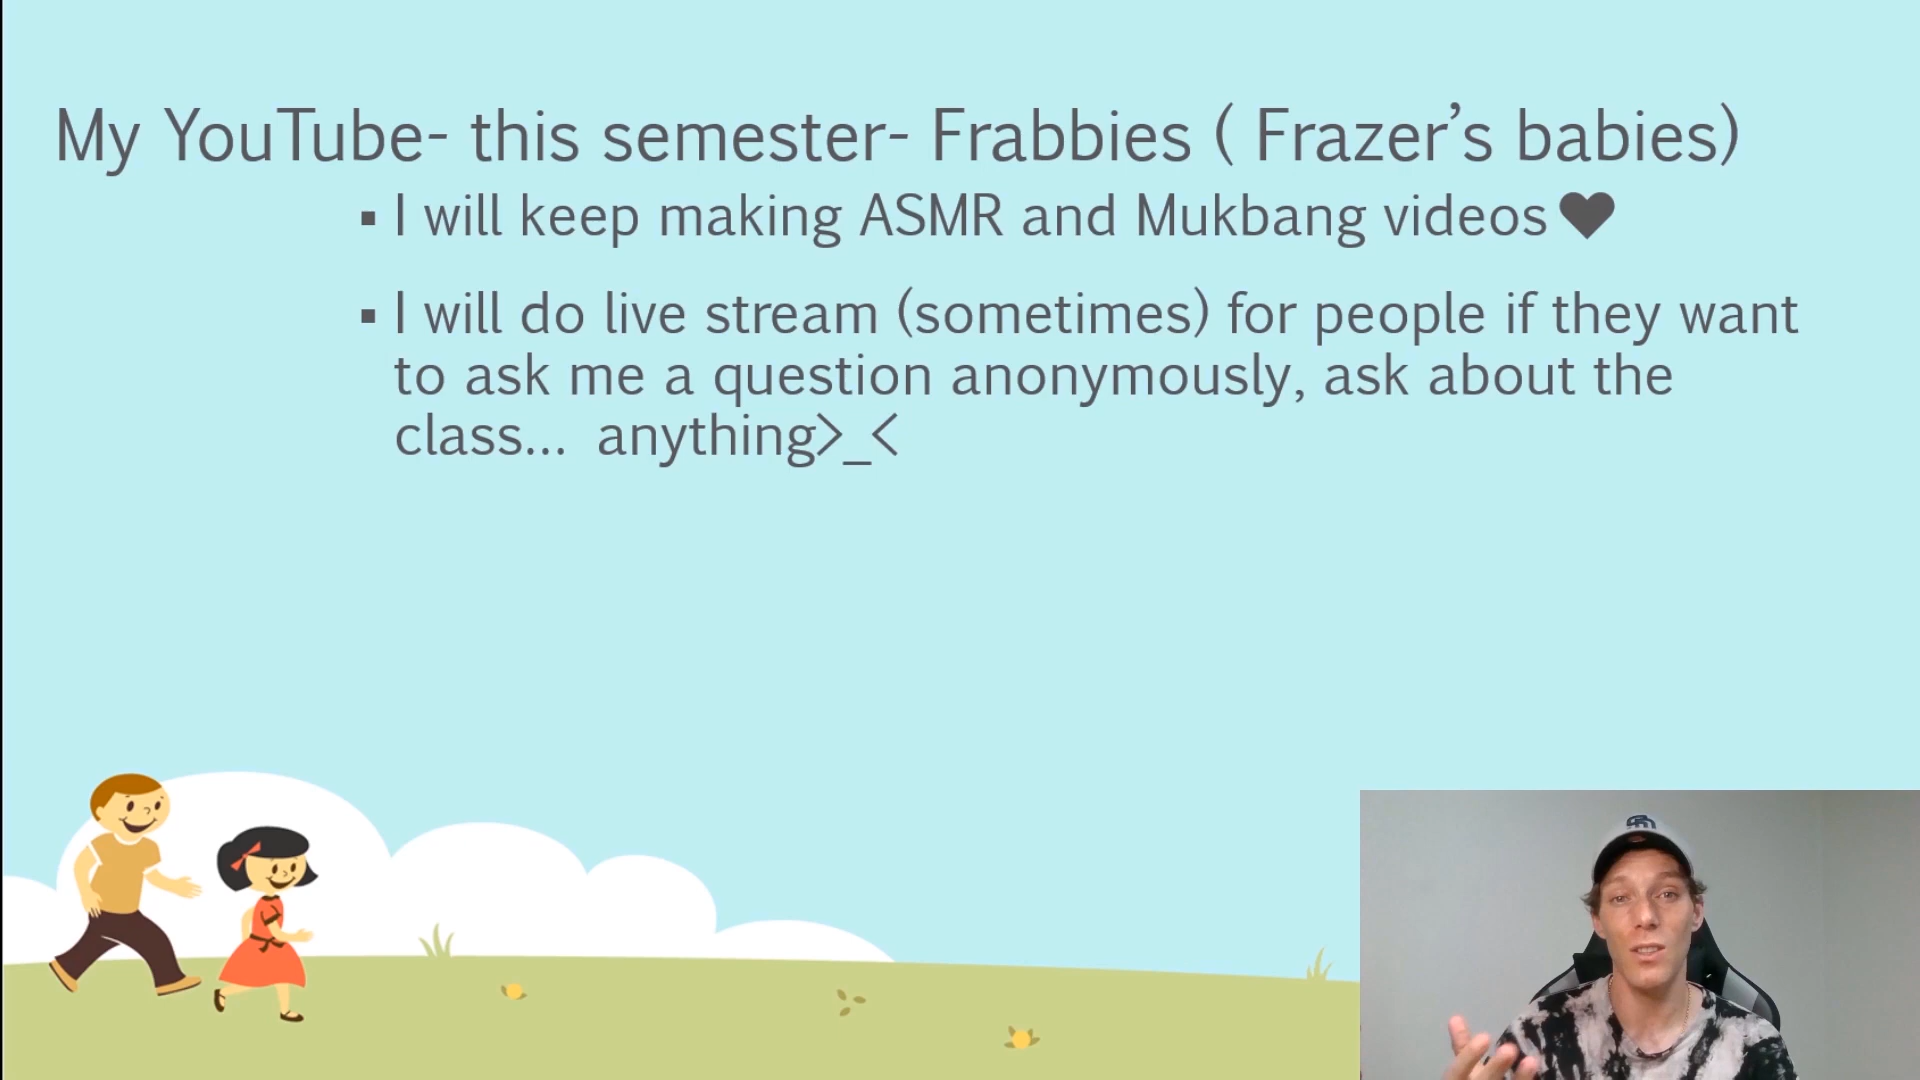 My YouTube- this semester- Frabbies ( Frazer’s babies)
▪ I will keep making ASMR and Mukbang videos♥
▪ I will do live stream (sometimes) for people if they want
to ask me a question anonymously, ask about the
class... anything>_<